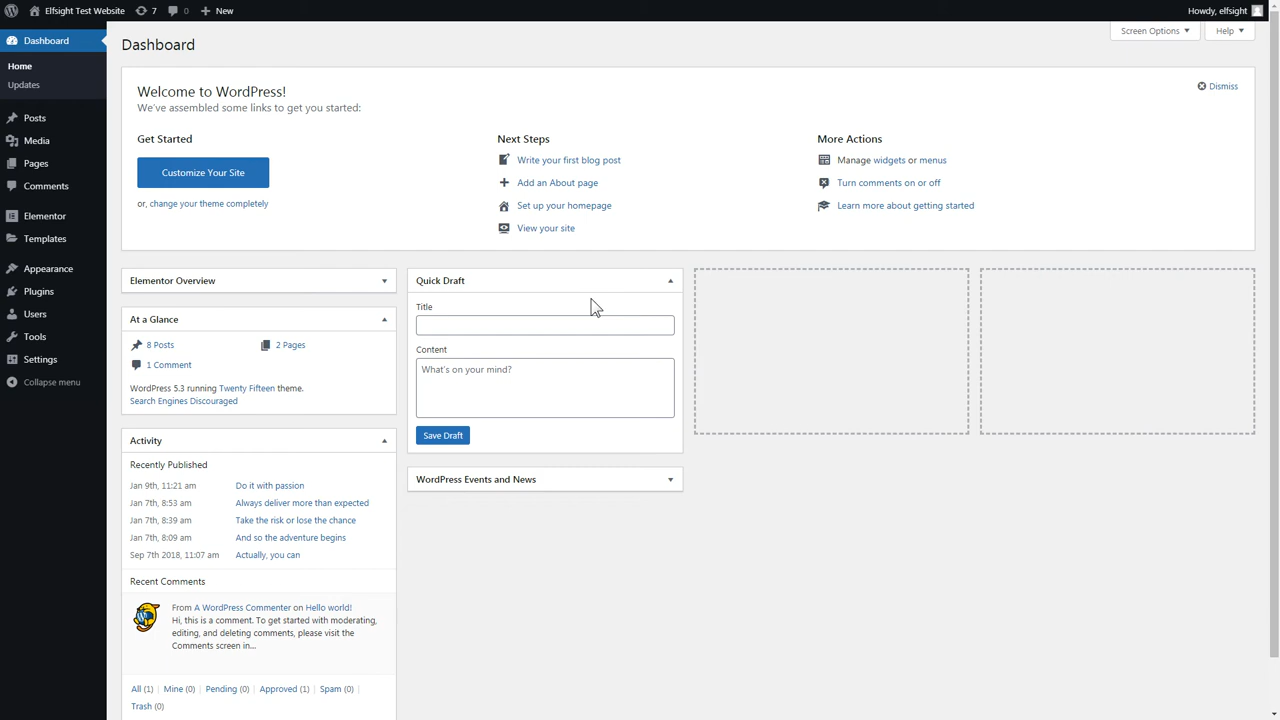 Elfsight Test Website 7 0 New Howdy, elfsight
Dashboard
Home
Updates
Posts
Media
Pages
Comments
Elementor
Templates
Appearance
Plugins
Users
Tools
Settings
Collapse menu
Screen Options Help
Dashboard
Welcome to WordPress!
We've assembled some links to get you started:
Dismiss
Get Started
Customize Your Site
or, change your theme completely
Next Steps
Write your first blog post
Add an About page
Set up your homepage
View your site
More Actions
Manage widgets or menus
Turn comments on or off
Learn more about getting started
Elementor Overview
At a Glance
8 Posts 2 Pages
1 Comment
WordPress 5.3 running Twenty Fifteen theme.
Search Engines Discouraged
Activity
Recently Published
Jan 9th, 11:21 am Do it with passion
Jan 7th, 8:53 am Always deliver more than expected
Jan 7th, 8:39 am Take the risk or lose the chance
Jan 7th, 8:09 am And so the adventure begins
Sep 7th 2018, 11:07 am Actually, you can
Recent Comments
From A WordPress Commenter on Hello world!
Hi, this is a comment. To get started with moderating,
editing, and deleting comments, please visit the
Comments screen in...
All (1) | Mine (0) | Pending (0) | Approved (1) | Spam (0) |
Trash (0)
Quick Draft
Title
Content
What's on your mind?
Save Draft
WordPress Events and News